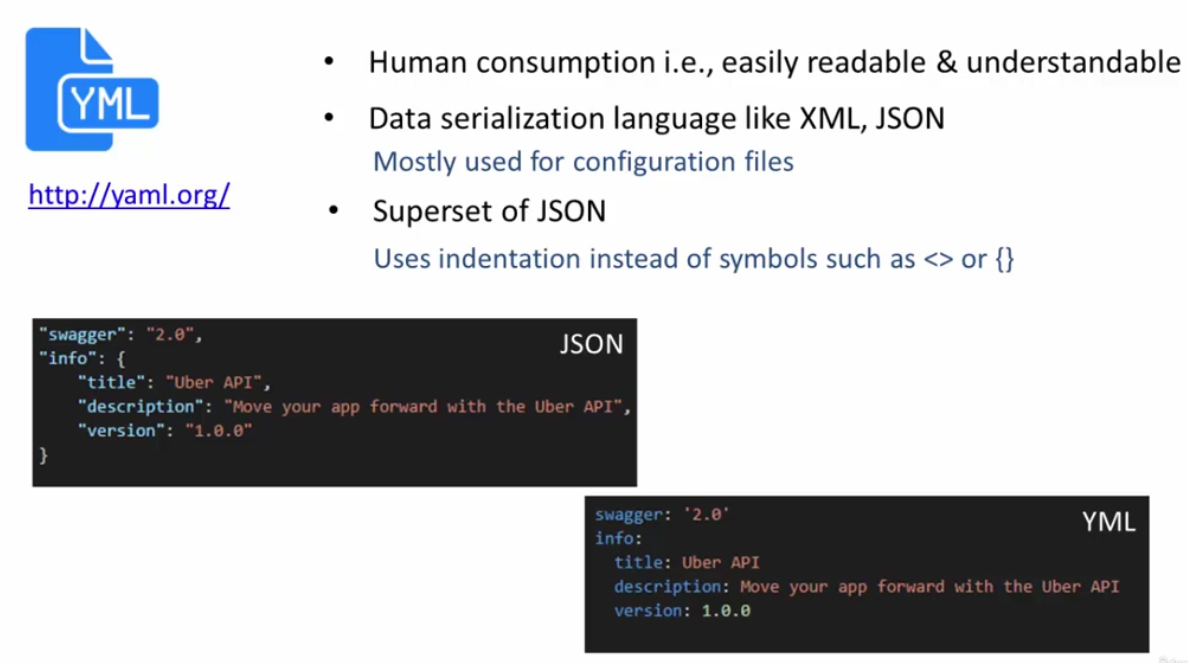 YML
http://yaml.org/
• Human consumption i.e., easily readable & understandable
• Data serialization language like XML, JSON
Mostly used for configuration files
• Superset of JSON
Uses indentation instead of symbols such as <> or {}
JSON
"swagger": "2.0",
"info": {
    "title": "Uber API",
    "description": "Move your app forward with the Uber API",
    "version": "1.0.0"
}
YML
swagger: '2.0'
info:
  title: Uber API
  description: Move your app forward with the Uber API
  version: 1.0.0